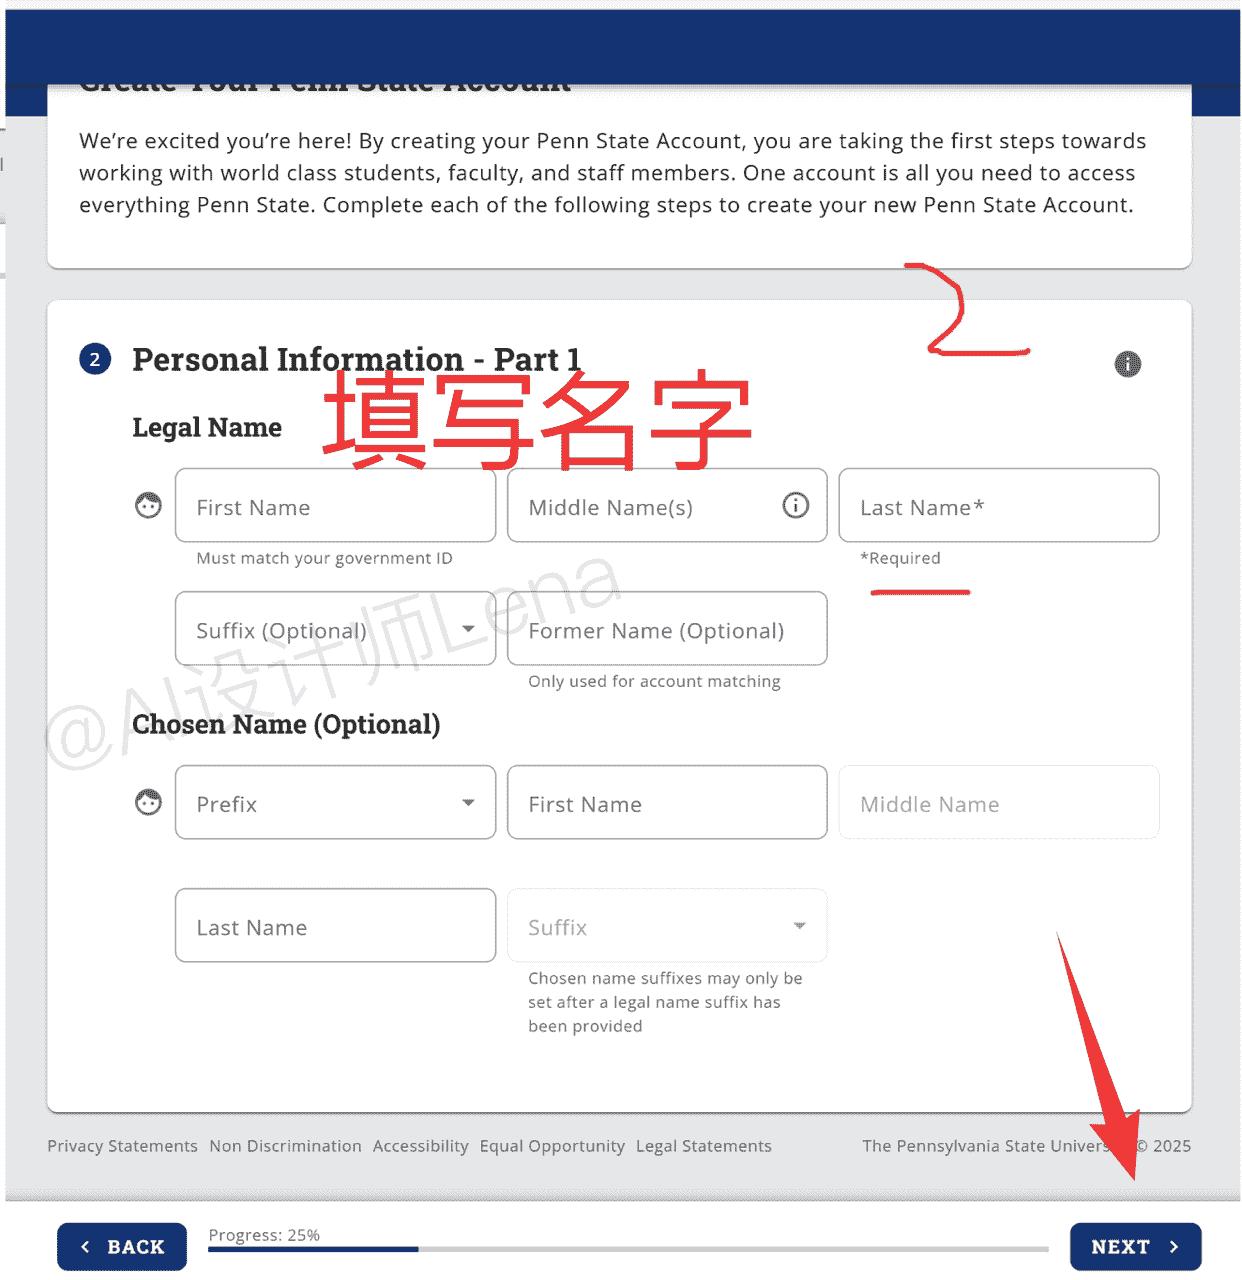 Create Your Penn State Account
We’re excited you’re here! By creating your Penn State Account, you are taking the first steps towards
working with world class students, faculty, and staff members. One account is all you need to access
everything Penn State. Complete each of the following steps to create your new Penn State Account.
2
2 Personal Information - Part 1
填写名字
Legal Name
First Name
Middle Name(s)
Last Name*
Must match your government ID
*Required
Suffix (Optional)
Former Name (Optional)
Only used for account matching
@AI设计师Lena
Chosen Name (Optional)
Prefix
First Name
Middle Name
Last Name
Suffix
Chosen name suffixes may only be
set after a legal name suffix has
been provided
Privacy Statements Non Discrimination Accessibility Equal Opportunity Legal Statements
The Pennsylvania State University © 2025
BACK
Progress: 25%
NEXT